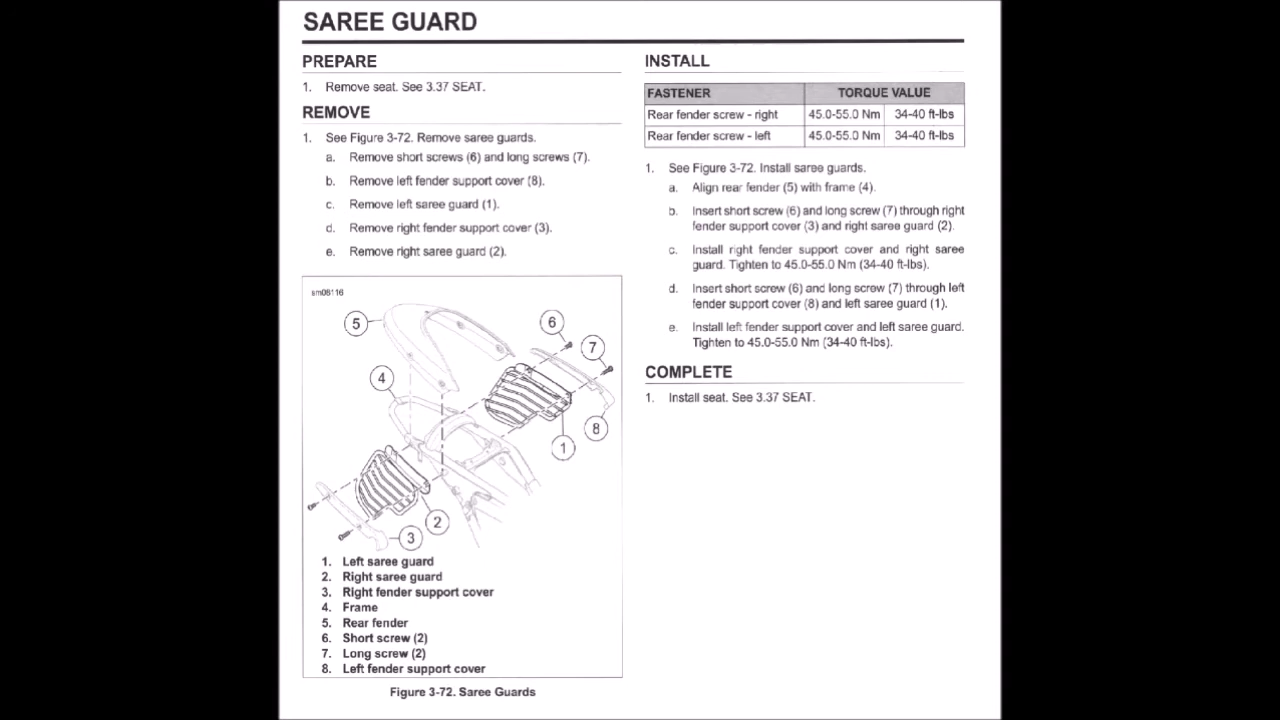 SAREE GUARD
PREPARE
1. Remove seat. See 3.37 SEAT.
REMOVE
1. See Figure 3-72. Remove saree guards.
a. Remove short screws (6) and long screws (7).
b. Remove left fender support cover (8).
c. Remove left saree guard (1).
d. Remove right fender support cover (3).
e. Remove right saree guard (2).
sm08116
5
6
7
4
8
1
2
3
1. Left saree guard
2. Right saree guard
3. Right fender support cover
4. Frame
5. Rear fender
6. Short screw (2)
7. Long screw (2)
8. Left fender support cover
Figure 3-72. Saree Guards
INSTALL
FASTENER TORQUE VALUE
Rear fender screw - right 45.0-55.0 Nm 34-40 ft-lbs
Rear fender screw - left 45.0-55.0 Nm 34-40 ft-lbs
1. See Figure 3-72. Install saree guards.
a. Align rear fender (5) with frame (4).
b. Insert short screw (6) and long screw (7) through right
fender support cover (3) and right saree guard (2).
c. Install right fender support cover and right saree
guard. Tighten to 45.0-55.0 Nm (34-40 ft-lbs).
d. Insert short screw (6) and long screw (7) through left
fender support cover (8) and left saree guard (1).
e. Install left fender support cover and left saree guard.
Tighten to 45.0-55.0 Nm (34-40 ft-lbs).
COMPLETE
1. Install seat. See 3.37 SEAT.